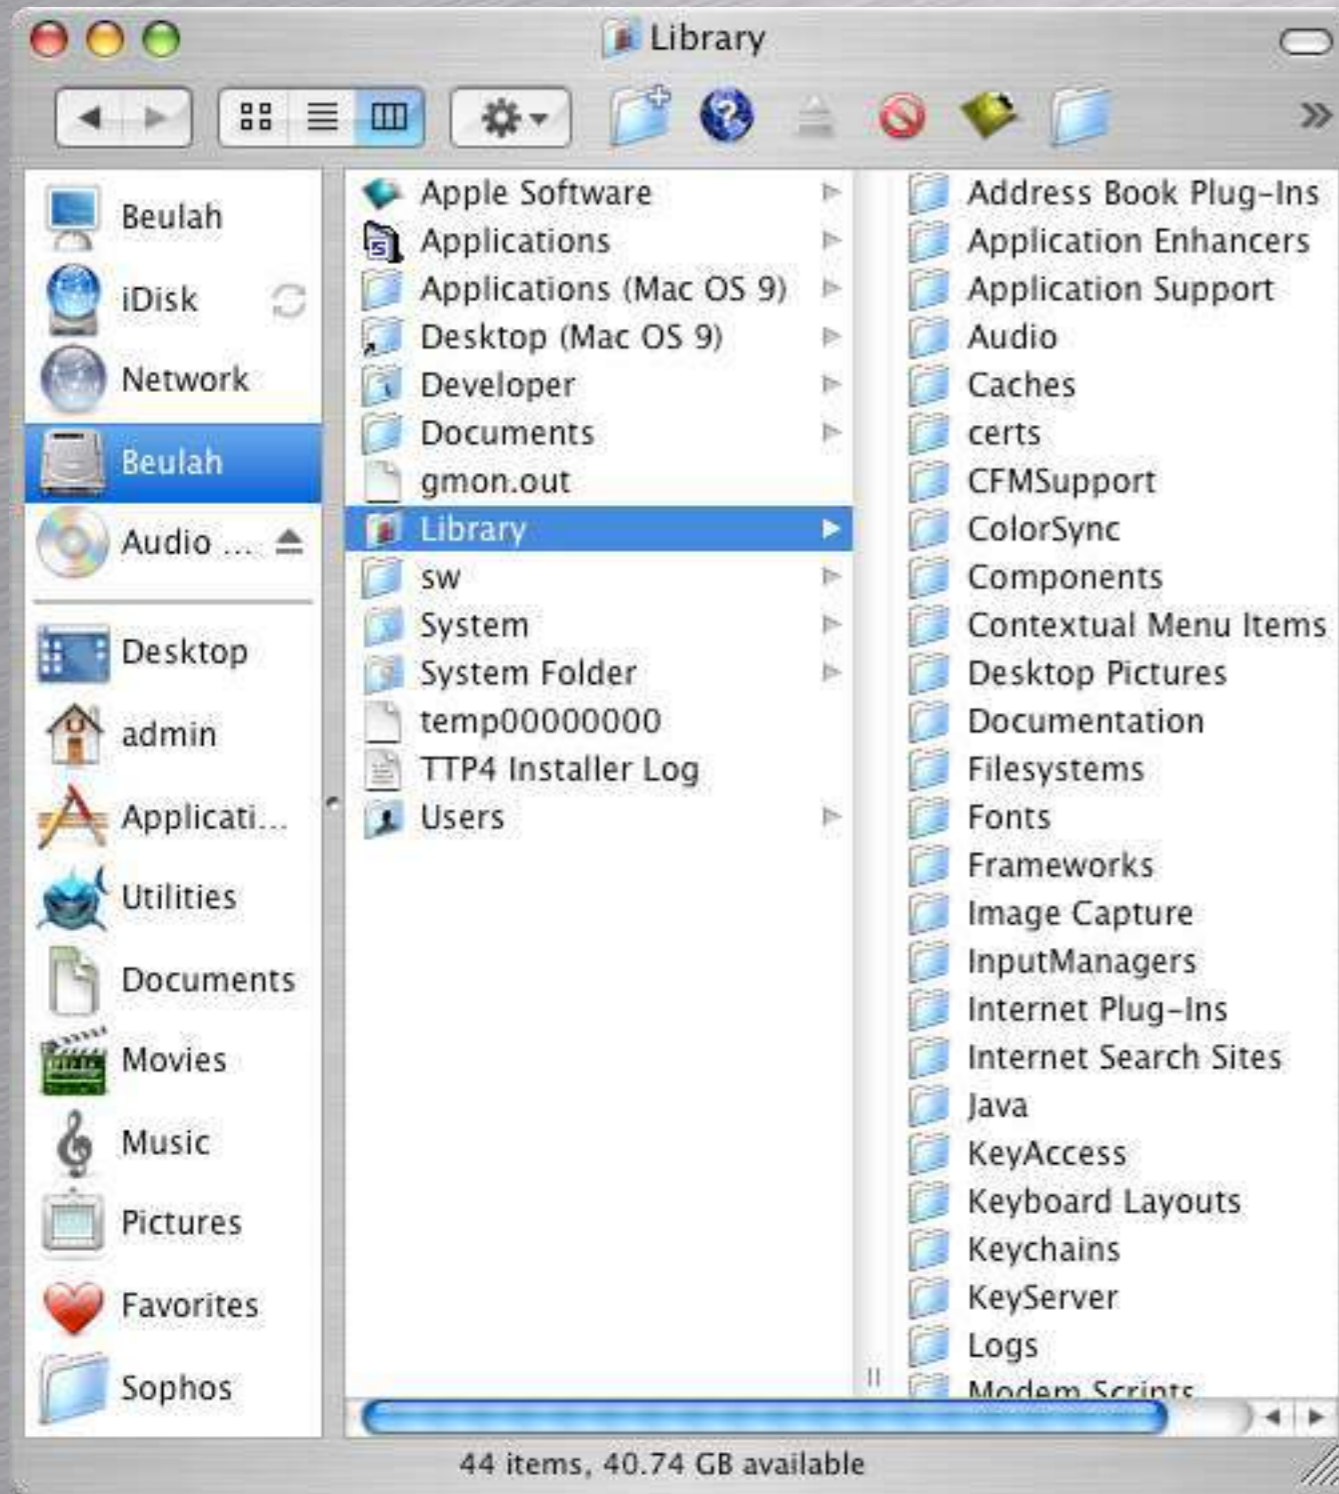 Library
Beulah
iDisk
Network
Beulah
Audio ...
Desktop
admin
Applicati...
Utilities
Documents
Movies
Music
Pictures
Favorites
Sophos
Apple Software
Applications
Applications (Mac OS 9)
Desktop (Mac OS 9)
Developer
Documents
gmon.out
Library
sw
System
System Folder
temp00000000
TTP4 Installer Log
Users
Address Book Plug-Ins
Application Enhancers
Application Support
Audio
Caches
certs
CFMSupport
ColorSync
Components
Contextual Menu Items
Desktop Pictures
Documentation
Filesystems
Fonts
Frameworks
Image Capture
InputManagers
Internet Plug-Ins
Internet Search Sites
Java
KeyAccess
Keyboard Layouts
Keychains
KeyServer
Logs
Modem Scripts
44 items, 40.74 GB available